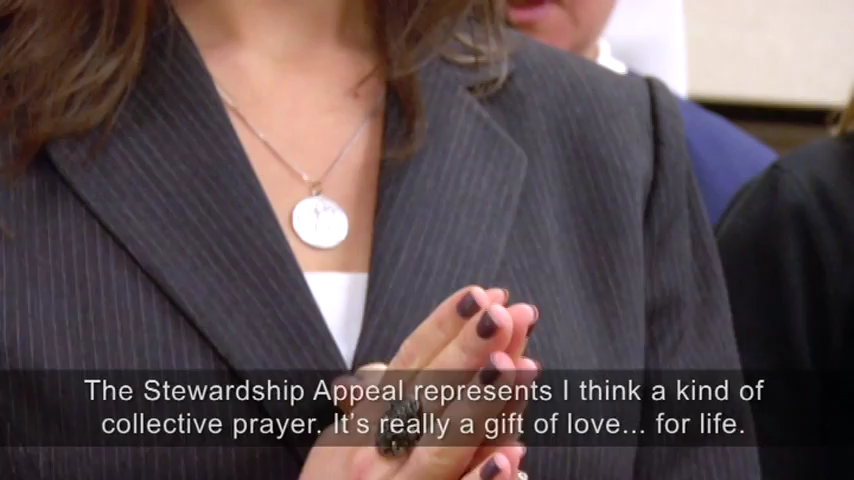 The Stewardship Appeal represents I think a kind of
collective prayer. It’s really a gift of love... for life.